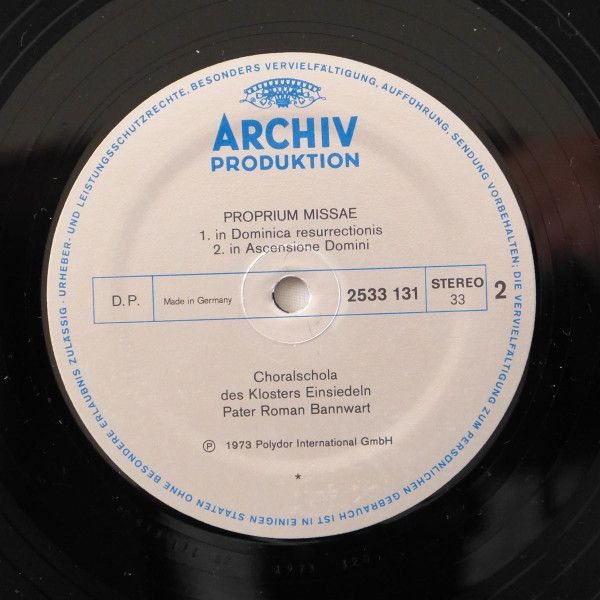 URHEBER- UND LEISTUNGSSCHUTZRECHTE, BESONDERS VERVIELFÄLTIGUNG, AUFFÜHRUNG, SENDUNG VORBEHALTEN; DIE VERVIELFÄLTIGUNG ZUM PERSÖNLICHEN GEBRAUCH IST IN EINIGEN STAATEN OHNE BESONDERE ERLAUBNIS ZULÄSSIG ·
ARCHIV
PRODUKTION
PROPRIUM MISSAE
1. in Dominica resurrectionis
2. in Ascensione Domini
D.P. Made in Germany 2533 131 STEREO 33 2
Choralschola
des Klosters Einsiedeln
Pater Roman Bannwart
Ⓟ 1973 Polydor International GmbH
*